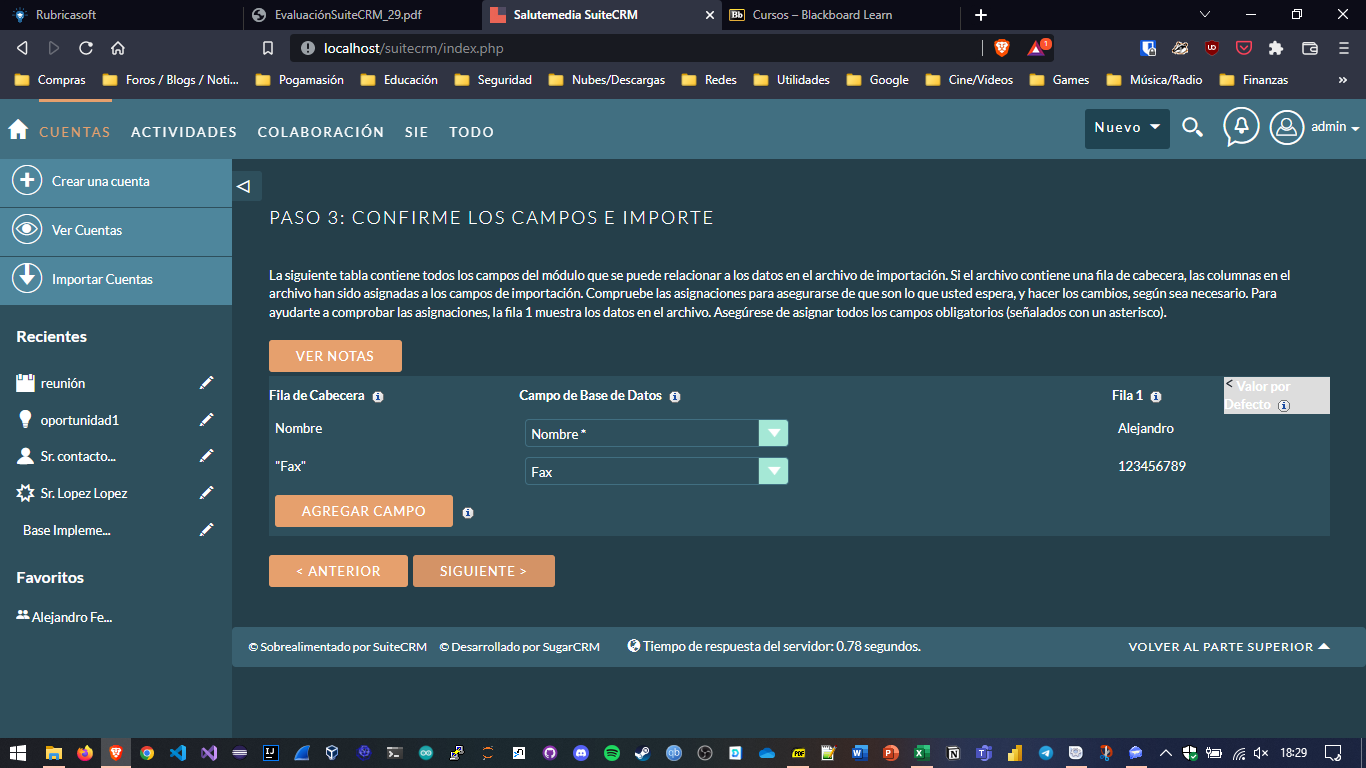 Rubricasoft
EvaluaciónSuiteCRM_29.pdf
Salutemedia SuiteCRM
Bb
Cursos – Blackboard Learn
localhost/suitecrm/index.php
1
Compras
Foros / Blogs / Noti...
Pogamasión
Educación
Seguridad
Nubes/Descargas
Redes
Utilidades
Google
Cine/Videos
Games
Música/Radio
Finanzas
»
CUENTAS
ACTIVIDADES
COLABORACIÓN
SIE
TODO
Nuevo
admin
Crear una cuenta
Ver Cuentas
Importar Cuentas
Recientes
reunión
oportunidad1
Sr. contacto...
Sr. Lopez Lopez
Base Impleme...
Favoritos
Alejandro Fe...
PASO 3: CONFIRME LOS CAMPOS E IMPORTE
La siguiente tabla contiene todos los campos del módulo que se puede relacionar a los datos en el archivo de importación. Si el archivo contiene una fila de cabecera, las columnas en el
archivo han sido asignadas a los campos de importación. Compruebe las asignaciones para asegurarse de que son lo que usted espera, y hacer los cambios, según sea necesario. Para
ayudarte a comprobar las asignaciones, la fila 1 muestra los datos en el archivo. Asegúrese de asignar todos los campos obligatorios (señalados con un asterisco).
VER NOTAS
Fila de Cabecera
Campo de Base de Datos
Fila 1
< Valor por
Defecto
Nombre
Nombre *
Alejandro
"Fax"
Fax
123456789
AGREGAR CAMPO
< ANTERIOR
SIGUIENTE >
© Sobrealimentado por SuiteCRM
© Desarrollado por SugarCRM
Tiempo de respuesta del servidor: 0.78 segundos.
VOLVER AL PARTE SUPERIOR
18:29